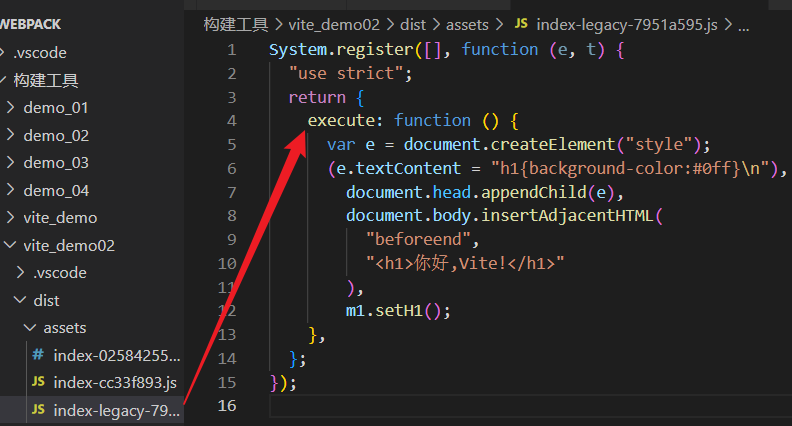 WEBPACK
.vscode
构建工具
demo_01
demo_02
demo_03
demo_04
vite_demo
vite_demo02
.vscode
dist
assets
# index-02584255...
JS index-cc33f893.js
JS index-legacy-79...
构建工具 > vite_demo02 > dist > assets > JS index-legacy-7951a595.js > ...
1 System.register([], function (e, t) {
2 "use strict";
3 return {
4 execute: function () {
5 var e = document.createElement("style");
6 (e.textContent = "h1{background-color:#0ff}\n"),
7 document.head.appendChild(e),
8 document.body.insertAdjacentHTML(
9 "beforeend",
10 "<h1>你好,Vite!</h1>"
11 ),
12 m1.setH1();
13 },
14 };
15 });
16